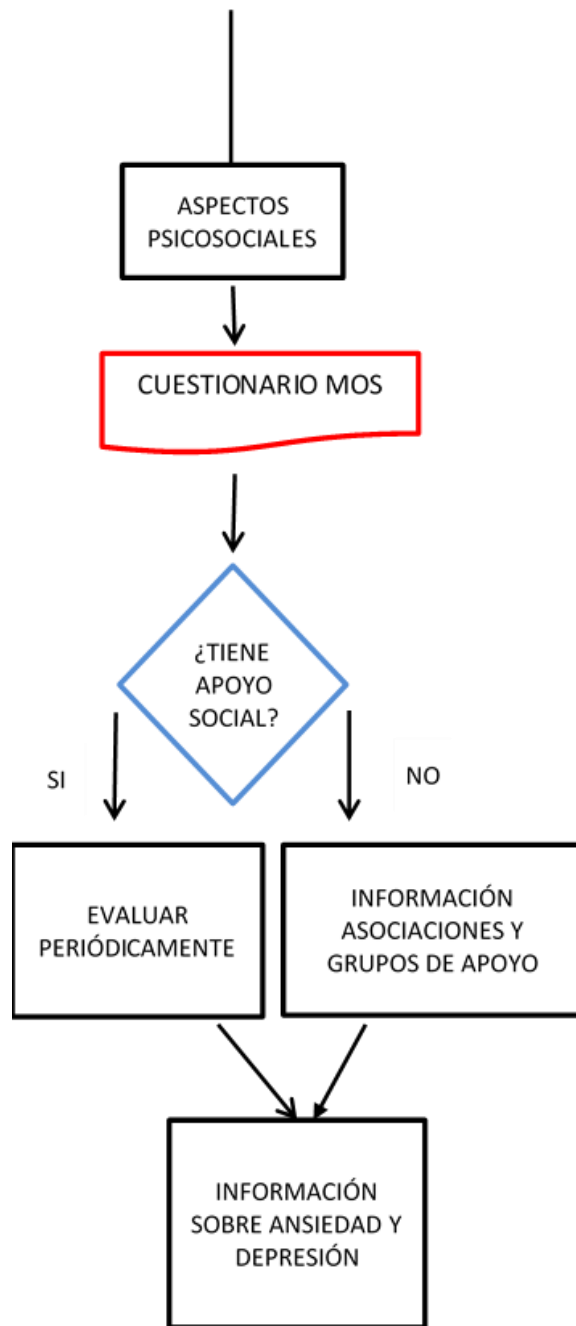 ASPECTOS
PSICOSOCIALES
CUESTIONARIO MOS
¿TIENE
APOYO
SOCIAL?
SI
NO
EVALUAR
PERIÓDICAMENTE
INFORMACIÓN
ASOCIACIONES Y
GRUPOS DE APOYO
INFORMACIÓN
SOBRE ANSIEDAD Y
DEPRESIÓN